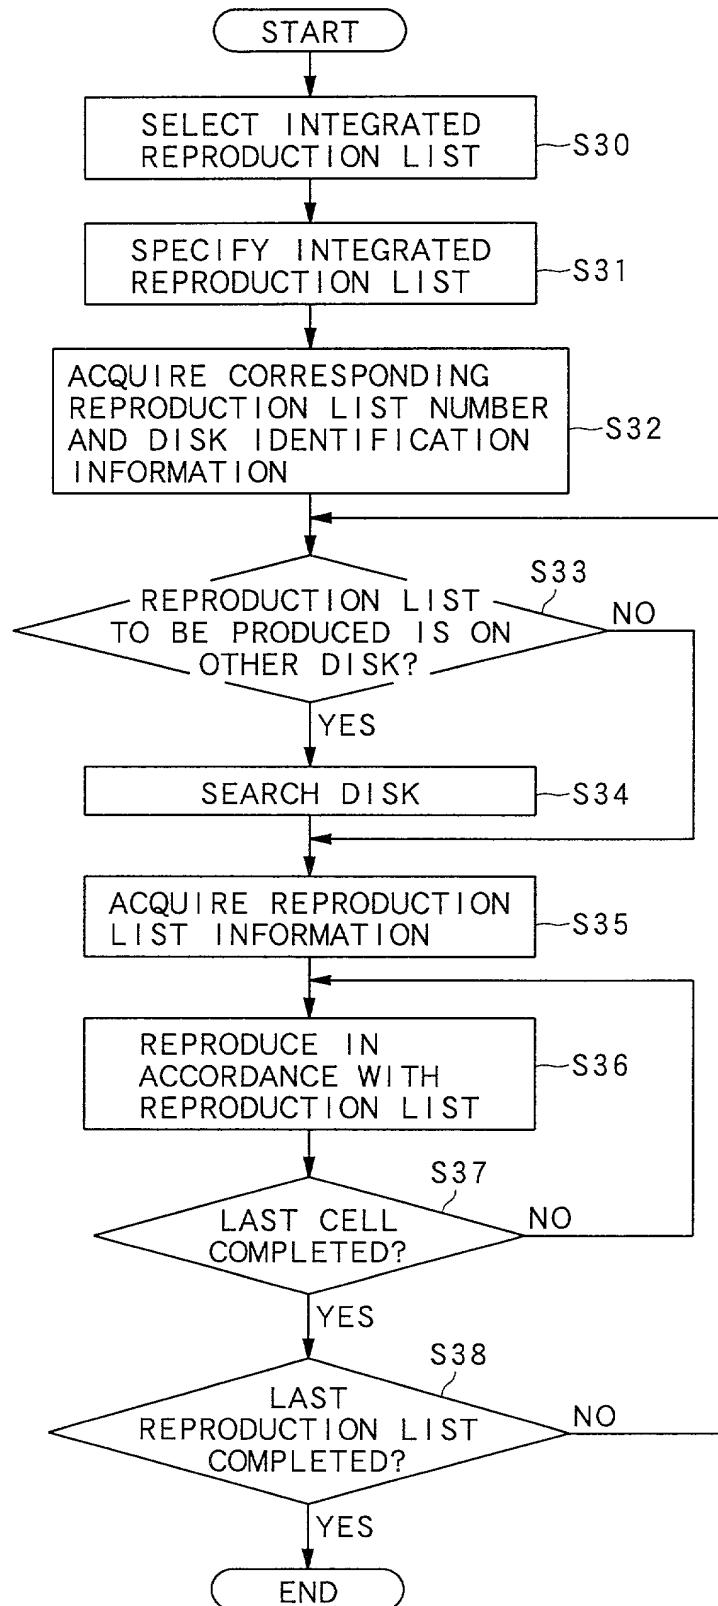 START
SELECT INTEGRATED
REPRODUCTION LIST
S30
SPECIFY INTEGRATED
REPRODUCTION LIST
S31
ACQUIRE CORRESPONDING
REPRODUCTION LIST NUMBER
AND DISK IDENTIFICATION
INFORMATION
S32
S33
REPRODUCTION LIST
TO BE PRODUCED IS ON
OTHER DISK?
NO
YES
SEARCH DISK
S34
ACQUIRE REPRODUCTION
LIST INFORMATION
S35
REPRODUCE IN
ACCORDANCE WITH
REPRODUCTION LIST
S36
S37
LAST CELL
COMPLETED?
NO
YES
S38
LAST
REPRODUCTION LIST
COMPLETED?
NO
YES
END